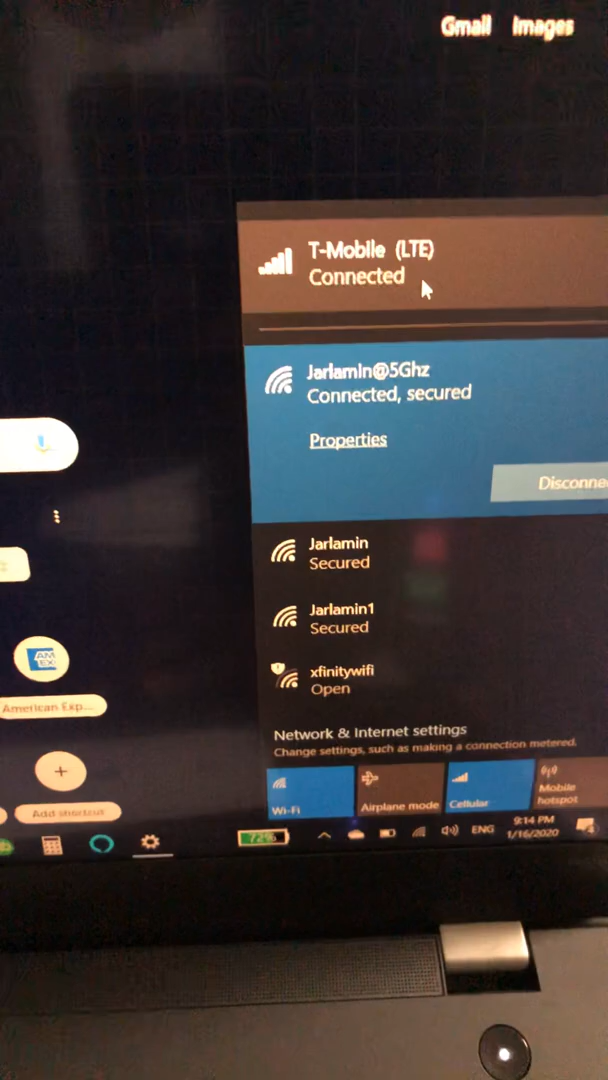 Gmail Images
T-Mobile (LTE)
Connected
Jarlamin@5Ghz
Connected, secured
Properties
Disconne
Jarlamin
Secured
Jarlamin1
Secured
xfinitywifi
Open
AM
EX
American Exp...
Add shortcut
Network & Internet settings
Change settings, such as making a connection metered.
Wi-Fi
Airplane mode
Cellular
Mobile
hotspot
72%
ENG
9:14 PM
1/16/2020